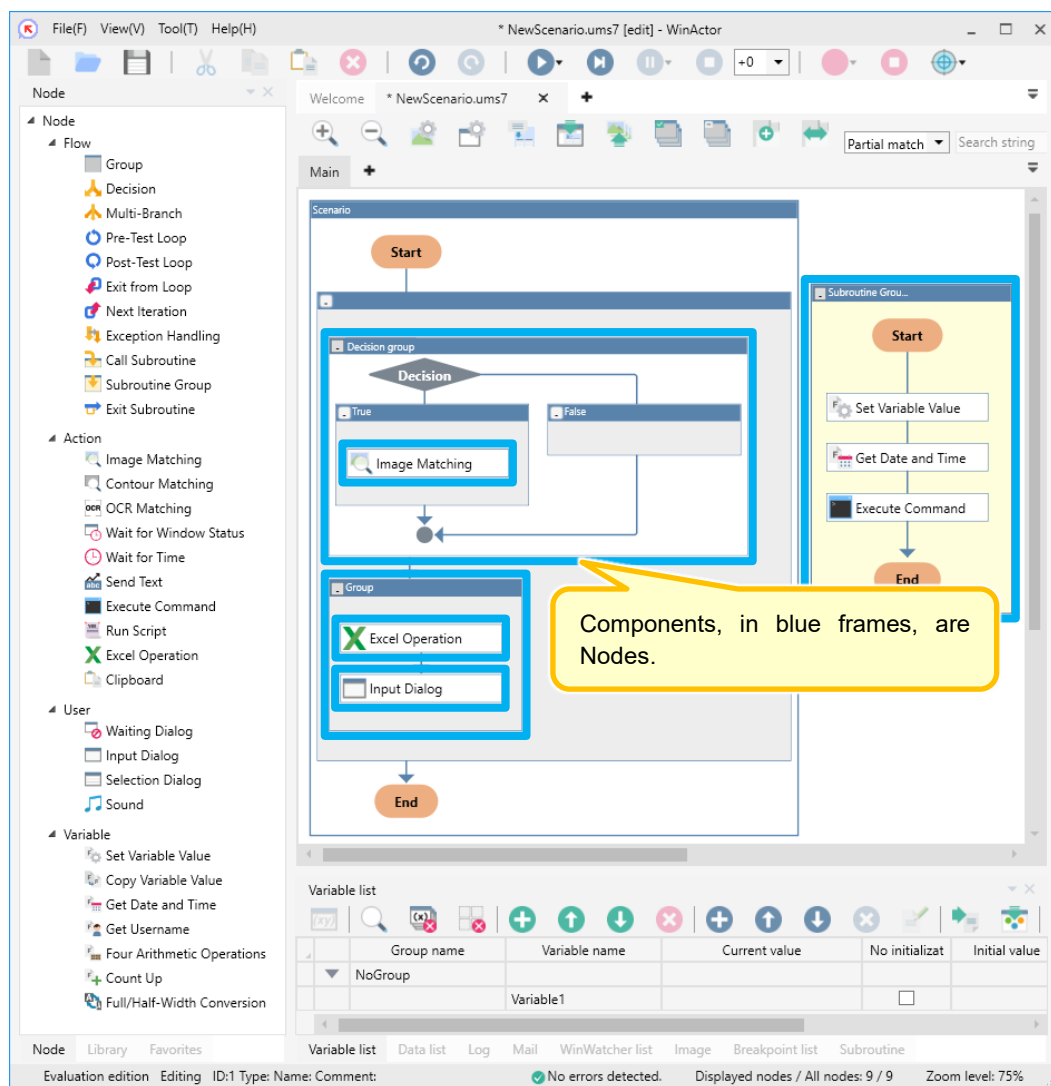 File(F) View(V) Tool(T) Help(H)
* NewScenario.ums7 [edit] - WinActor
+0
Node
Node
Flow
Group
Decision
Multi-Branch
Pre-Test Loop
Post-Test Loop
Exit from Loop
Next Iteration
Exception Handling
Call Subroutine
Subroutine Group
Exit Subroutine
Action
Image Matching
Contour Matching
OCR Matching
Wait for Window Status
Wait for Time
Send Text
Execute Command
Run Script
Excel Operation
Clipboard
User
Waiting Dialog
Input Dialog
Selection Dialog
Sound
Variable
Set Variable Value
Copy Variable Value
Get Date and Time
Get Username
Four Arithmetic Operations
Count Up
Full/Half-Width Conversion
Node Library Favorites
Welcome * NewScenario.ums7
Partial match Search string
Main
Scenario
Start
Decision group
Decision
True
False
Image Matching
Group
Excel Operation
Input Dialog
End
Subroutine Grou...
Start
Set Variable Value
Get Date and Time
Execute Command
End
Components, in blue frames, are
Nodes.
Variable list
Group name Variable name Current value No initializat Initial value
NoGroup
Variable1
Variable list Data list Log Mail WinWatcher list Image Breakpoint list Subroutine
Evaluation edition Editing ID:1 Type: Name: Comment: No errors detected. Displayed nodes / All nodes: 9 / 9 Zoom level: 75%